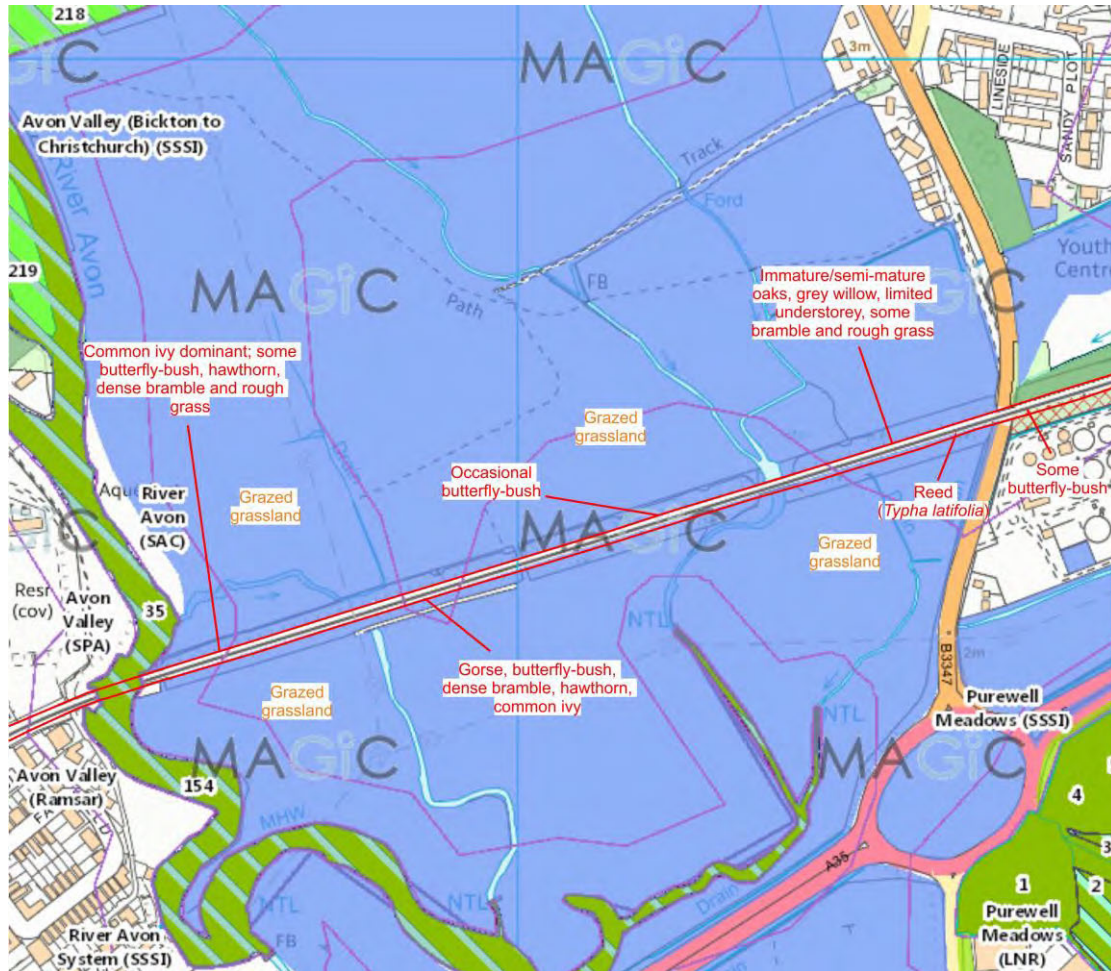 218
MAGiC
GiC
3m
LINESIDE
SANDY PLOT
Avon Valley (Bickton to
Christchurch) (SSSI)
River Avon
Track
Ford
219
MAGiC
Path
FB
Youth
Centre
Immature/semi-mature
oaks, grey willow, limited
understorey, some
bramble and rough grass
Common ivy dominant; some
butterfly-bush, hawthorn,
dense bramble and rough
grass
Grazed
grassland
Drain
Occasional
butterfly-bush
Some
butterfly-bush
Reed
(Typha latifolia)
Grazed
grassland
River
Avon
(SAC)
MAGiC
Grazed
grassland
Resr
(cov)
Avon
Valley
(SPA)
35
NTL
B3347
2m
Gorse, butterfly-bush,
dense bramble, hawthorn,
common ivy
Grazed
grassland
Purewell
Meadows (SSSI)
NTL
MAGiC
MAGiC
Avon Valley
(Ramsar)
154
MHW
4
3
A35
Drain
NTL
NTL
1
2
FB
Purewell
Meadows
(LNR)
River Avon
System (SSSI)